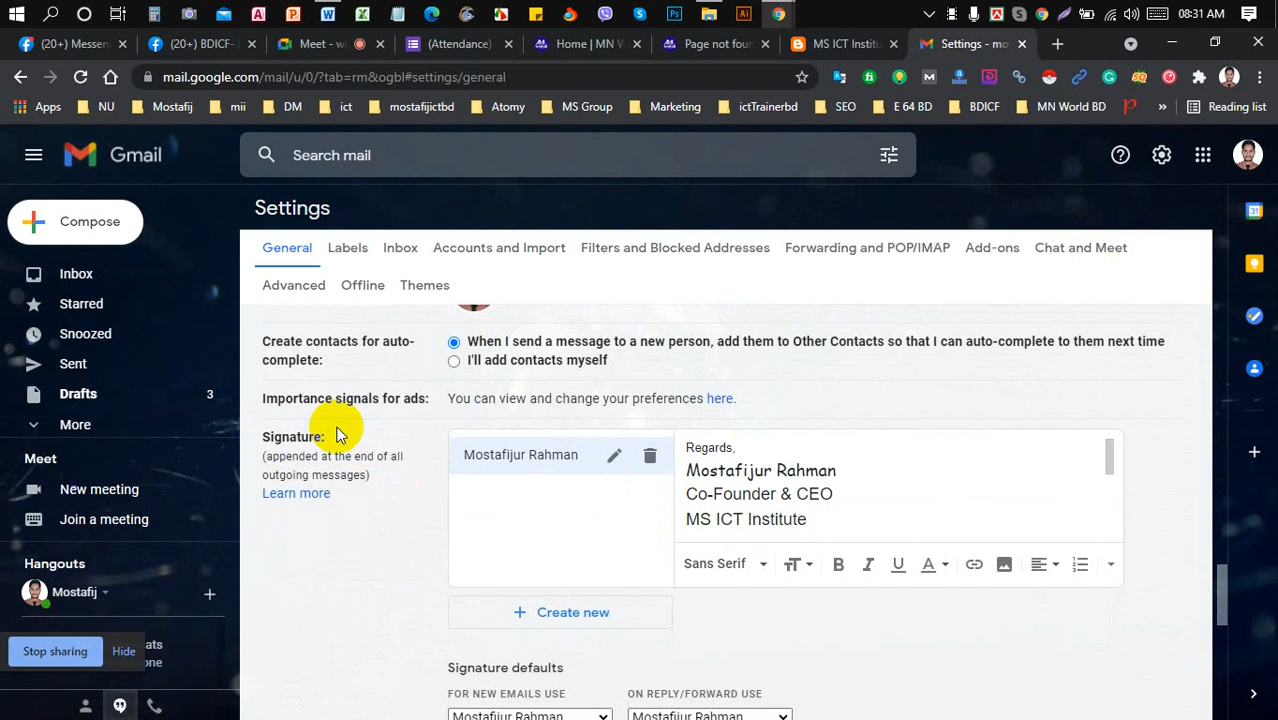 08:31 AM
(20+) Messen
(20+) BDICF-
Meet - w
(Attendance)
Home | MN W
Page not foun
MS ICT Institu
Settings - mo
mail.google.com/mail/u/0/?tab=rm&ogbl#settings/general
Apps
NU
Mostafij
mii
DM
ict
mostafijictbd
Atomy
MS Group
Marketing
ictTrainerbd
SEO
E 64 BD
BDICF
MN World BD
»
Reading list
Gmail
Search mail
Compose
Inbox
Starred
Snoozed
Sent
Drafts 3
More
Meet
New meeting
Join a meeting
Hangouts
Mostafij
Stop sharing
Hide
ats
one
Settings
General
Labels
Inbox
Accounts and Import
Filters and Blocked Addresses
Forwarding and POP/IMAP
Add-ons
Chat and Meet
Advanced
Offline
Themes
Create contacts for auto-
complete:
When I send a message to a new person, add them to Other Contacts so that I can auto-complete to them next time
I'll add contacts myself
Importance signals for ads:
You can view and change your preferences here.
Signature:
(appended at the end of all
outgoing messages)
Learn more
Mostafijur Rahman
Regards,
Mostafijur Rahman
Co-Founder & CEO
MS ICT Institute
Sans Serif
B I U A
+ Create new
Signature defaults
FOR NEW EMAILS USE
ON REPLY/FORWARD USE
Mostafijur Rahman
Mostafijur Rahman